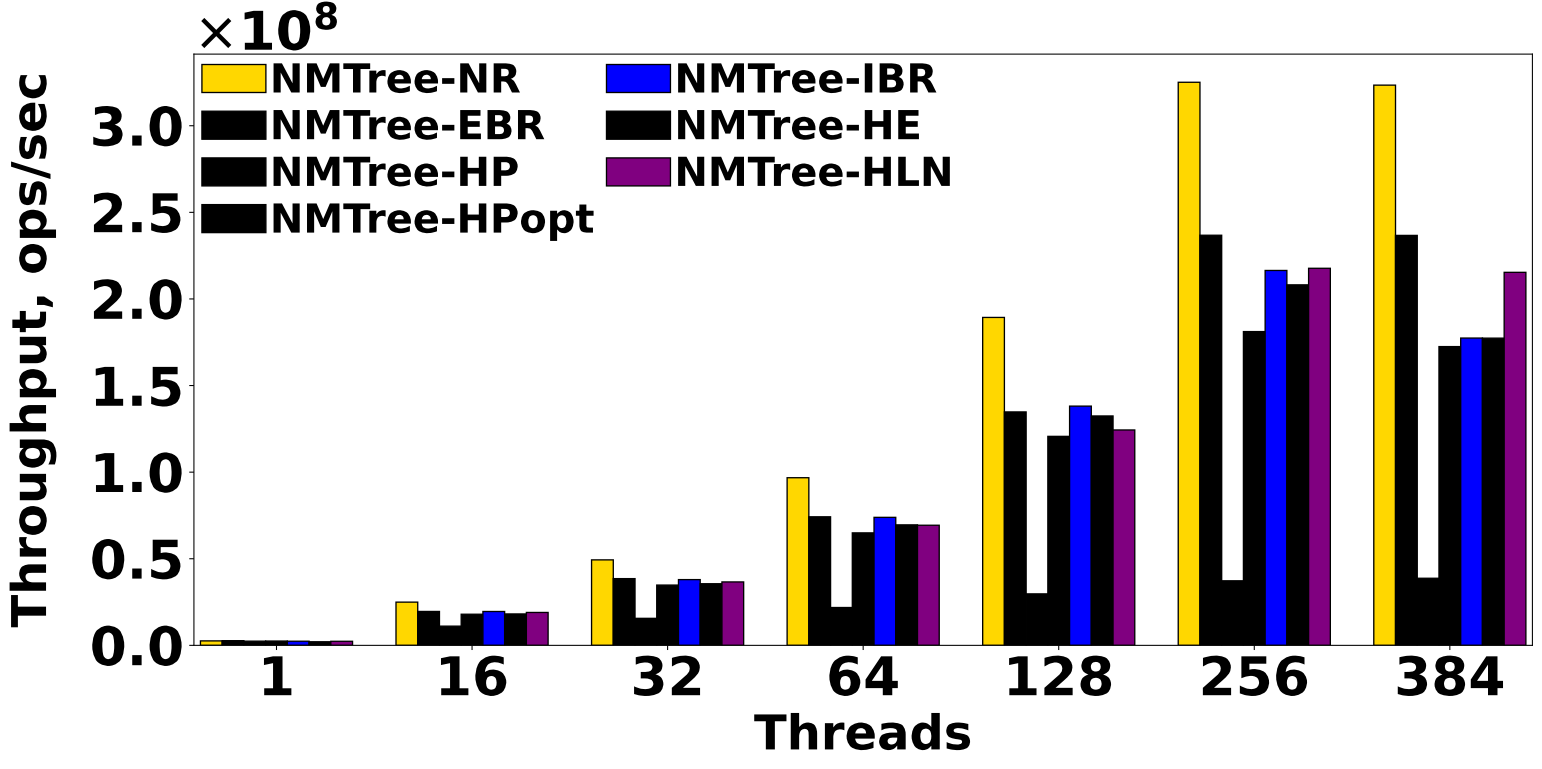 ×10⁸
NMTree-NR
NMTree-EBR
NMTree-HP
NMTree-HPopt
NMTree-IBR
NMTree-HE
NMTree-HLN
Throughput, ops/sec
3.0
2.5
2.0
1.5
1.0
0.5
0.0
1 16 32 64 128 256 384
Threads